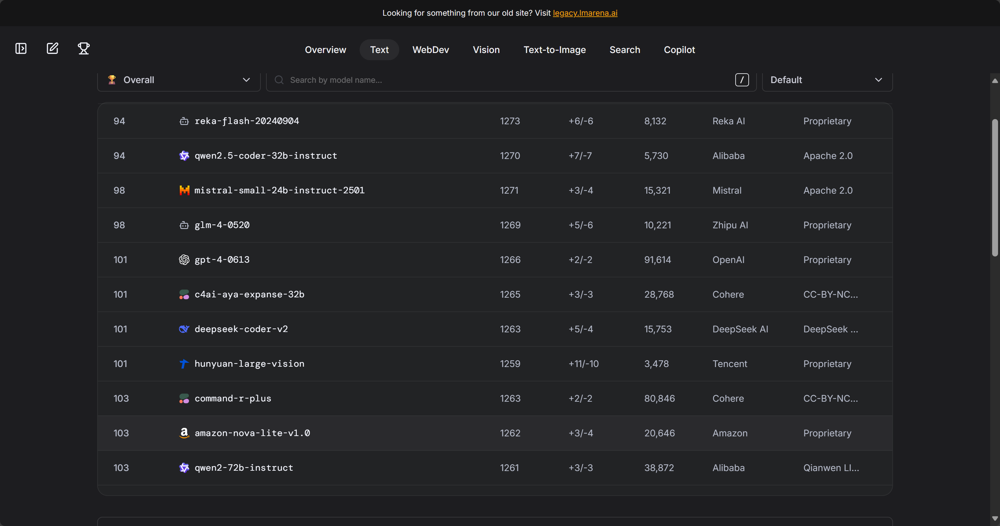 Looking for something from our old site? Visit legacy.lmarena.ai
Overview Text WebDev Vision Text-to-Image Search Copilot
Overall Search by model name... / Default
94 reka-flash-20240904 1273 +6/-6 8,132 Reka AI Proprietary
94 qwen2.5-coder-32b-instruct 1270 +7/-7 5,730 Alibaba Apache 2.0
98 mistral-small-24b-instruct-2501 1271 +3/-4 15,321 Mistral Apache 2.0
98 glm-4-0520 1269 +5/-6 10,221 Zhipu AI Proprietary
101 gpt-4-0613 1266 +2/-2 91,614 OpenAI Proprietary
101 c4ai-aya-expanse-32b 1265 +3/-3 28,768 Cohere CC-BY-NC...
101 deepseek-coder-v2 1263 +5/-4 15,753 DeepSeek AI DeepSeek ...
101 hunyuan-large-vision 1259 +11/-10 3,478 Tencent Proprietary
103 command-r-plus 1263 +2/-2 80,846 Cohere CC-BY-NC...
103 amazon-nova-lite-v1.0 1262 +3/-4 20,646 Amazon Proprietary
103 qwen2-72b-instruct 1261 +3/-3 38,872 Alibaba Qianwen LI...